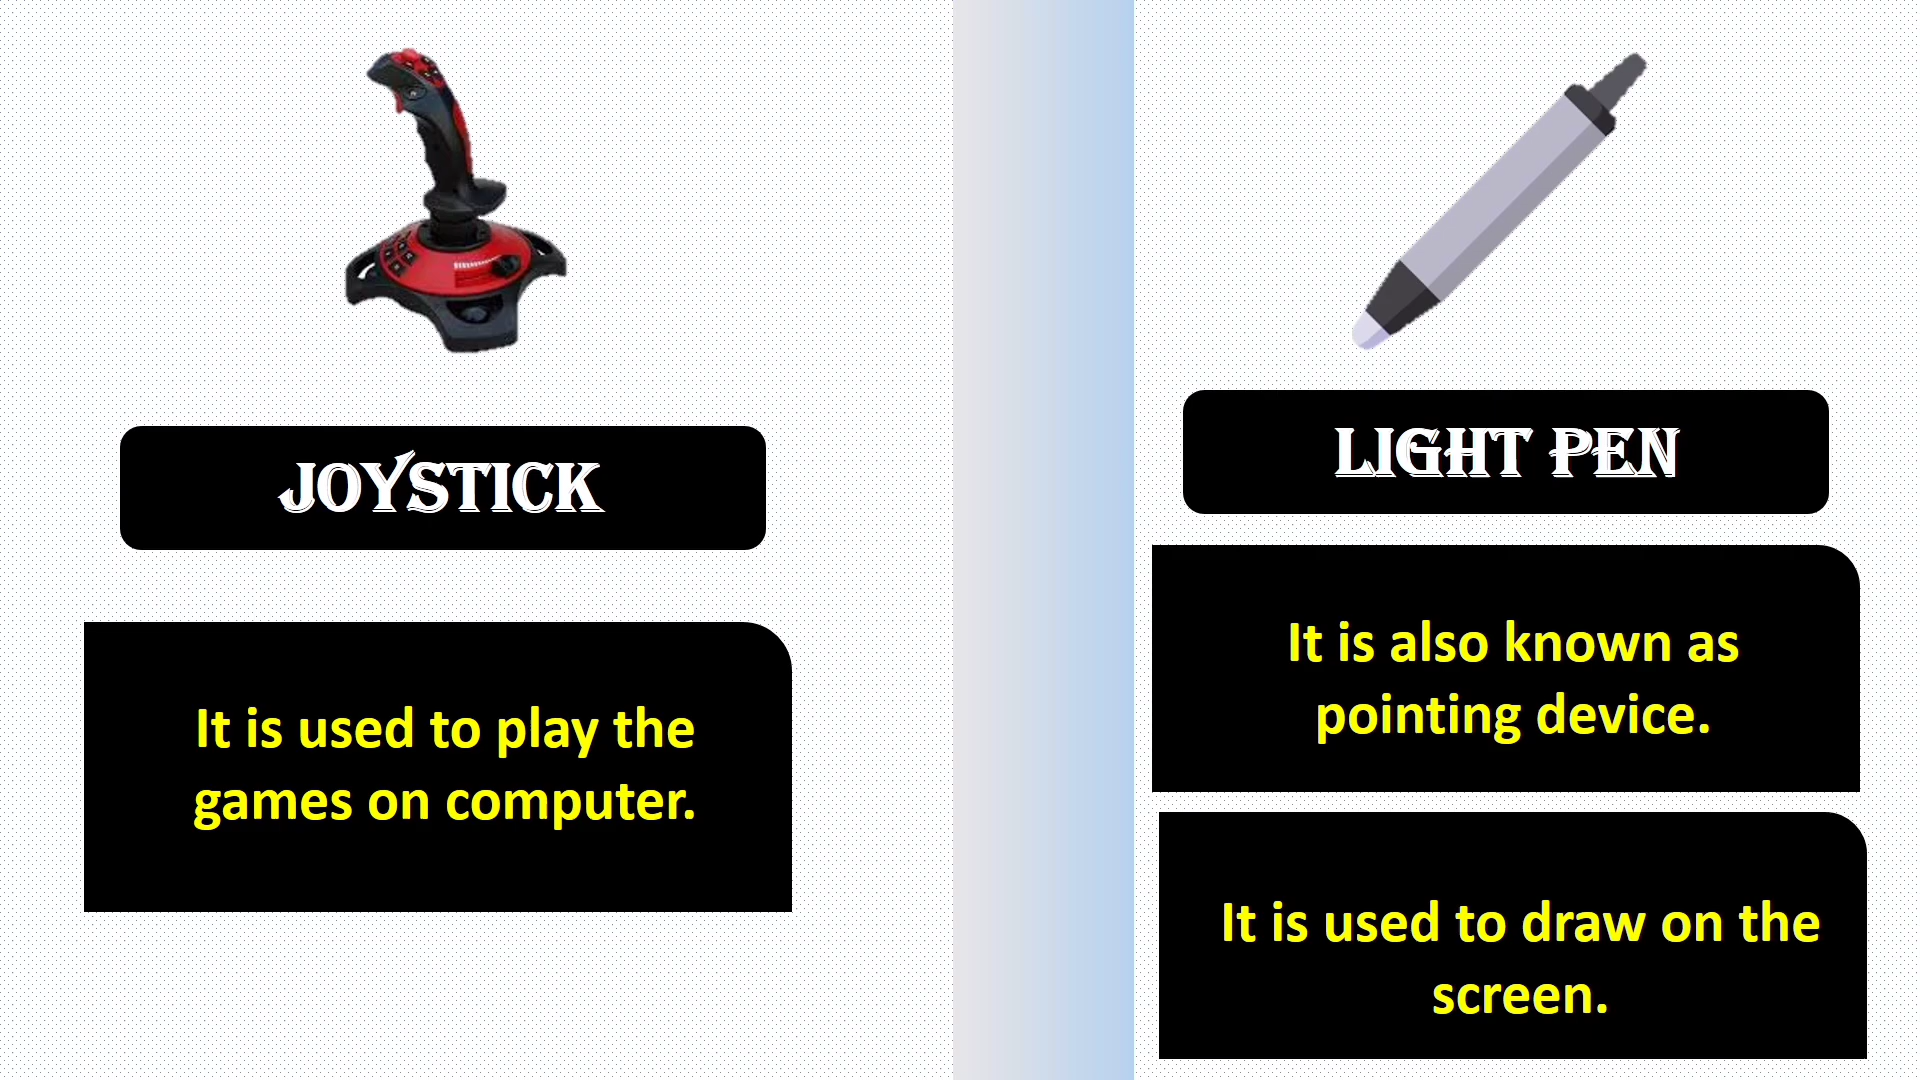 JOYSTICK
It is used to play the
games on computer.
LIGHT PEN
It is also known as
pointing device.
It is used to draw on the
screen.